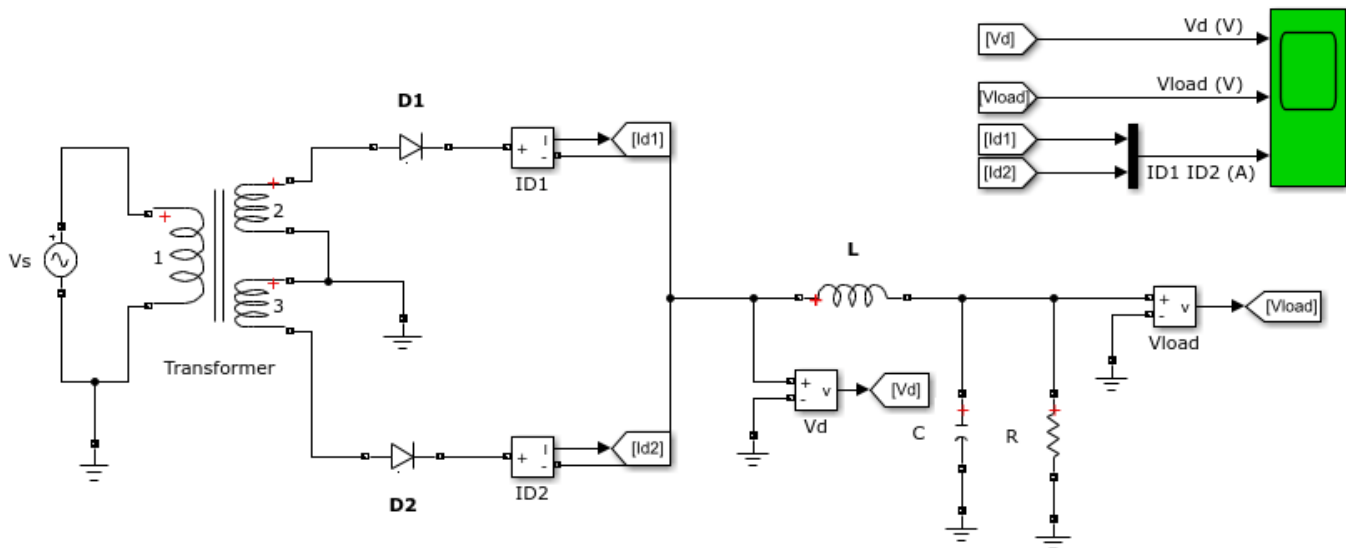 [Vd]
Vd (V)
[Vload]
Vload (V)
[Id1]
[Id2]
ID1 ID2 (A)
D1
+
I
-
[Id1]
ID1
Vs
+
+
1
+
2
+
3
Transformer
L
+
+
-
v
[Vload]
Vload
+
-
v
[Vd]
Vd
C
+
R
+
+
I
-
[Id2]
ID2
D2